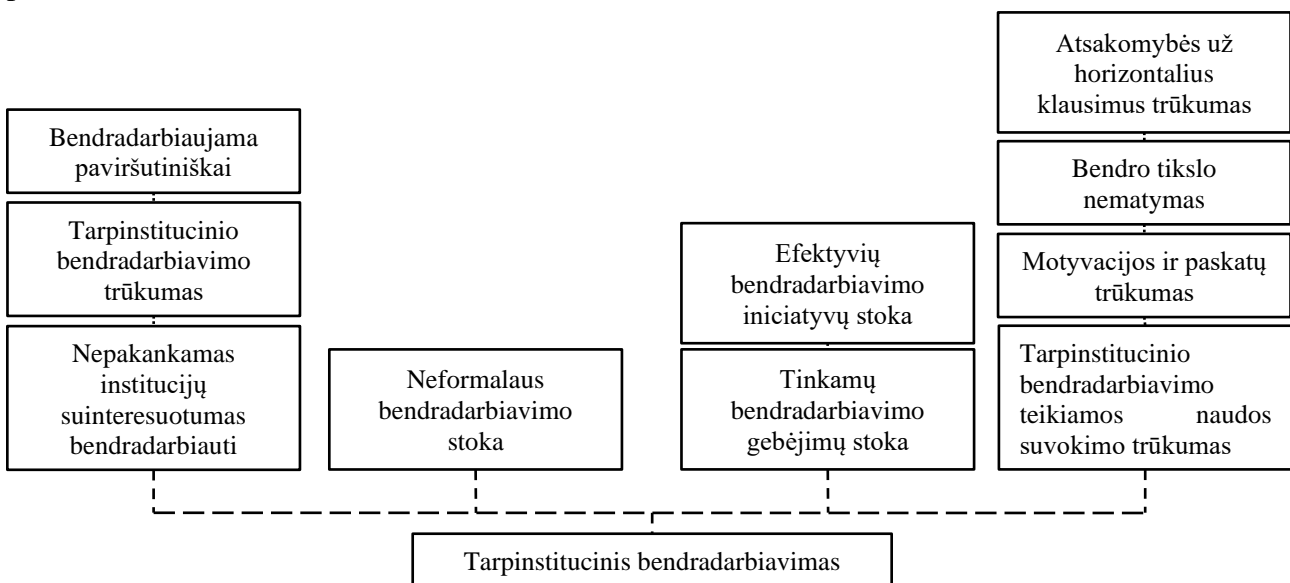 Bendradarbiaujama
paviršutiniškai
Tarpinstitucinio
bendradarbiavimo
trūkumas
Nepakankamas
institucijų
suinteresuotumas
bendradarbiauti
Neformalaus
bendradarbiavimo
stoka
Efektyvių
bendradarbiavimo
iniciatyvų stoka
Tinkamų
bendradarbiavimo
gebėjimų stoka
Atsakomybės už
horizontalius
klausimus trūkumas
Bendro tikslo
nematymas
Motyvacijos ir paskatų
trūkumas
Tarpinstitucinio
bendradarbiavimo
teikiamos naudos
suvokimo trūkumas
Tarpinstitucinis bendradarbiavimas